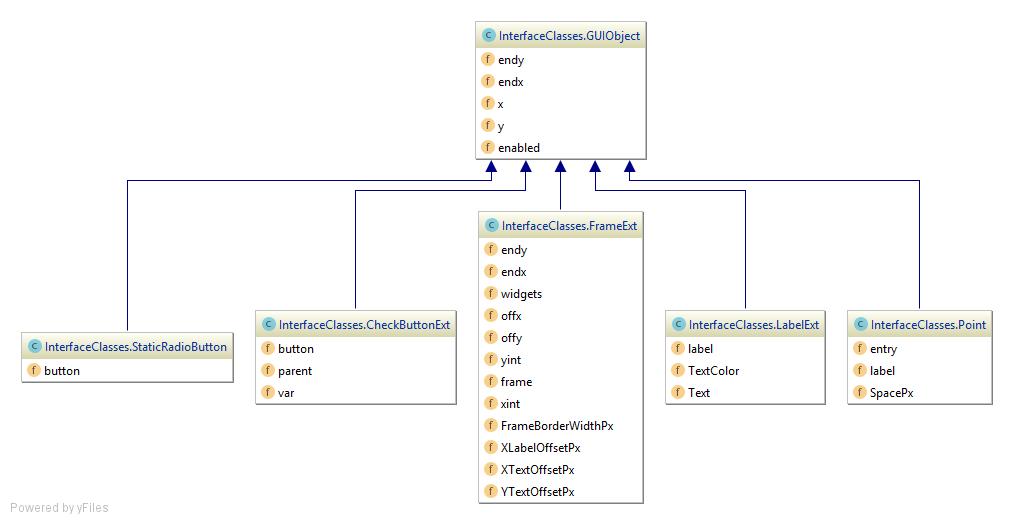 InterfaceClasses.GUIObject
endy
endx
x
y
enabled
InterfaceClasses.StaticRadioButton
button
InterfaceClasses.CheckButtonExt
button
parent
var
InterfaceClasses.FrameExt
endy
endx
widgets
offx
offy
yint
frame
xint
FrameBorderWidthPx
XLabelOffsetPx
XTextOffsetPx
YTextOffsetPx
InterfaceClasses.LabelExt
label
TextColor
Text
InterfaceClasses.Point
entry
label
SpacePx
Powered by yFiles